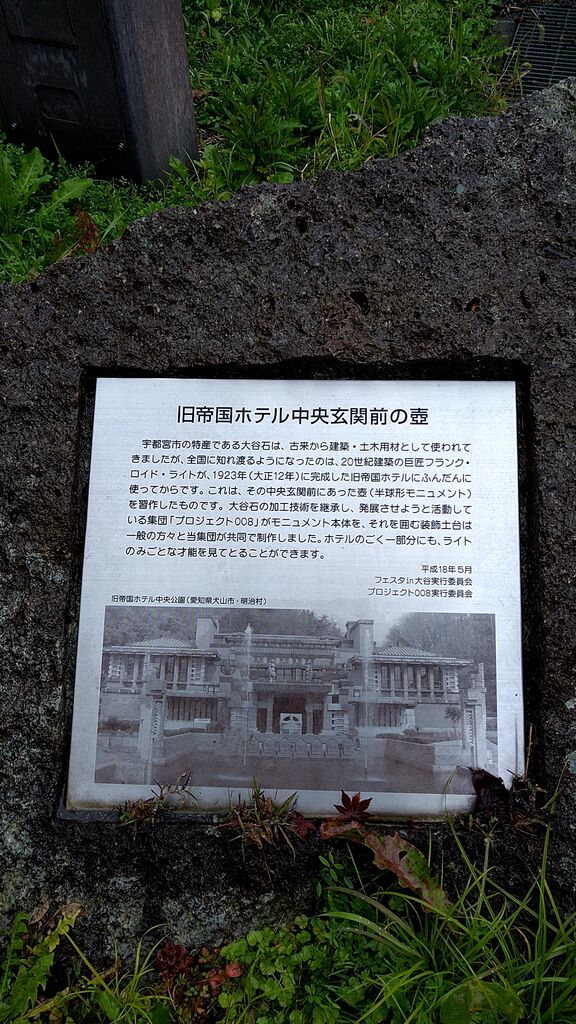 旧帝国ホテル中央玄関前の壺
宇都宮市の特産である大谷石は、古来から建築・土木用材として使われて
きましたが、全国に知れ渡るようになったのは、20世紀建築の巨匠フランク・
ロイド・ライトが、1923年(大正12年)に完成した旧帝国ホテルにふんだんに
使ってからです。これは、その中央玄関前にあった壺(半球形モニュメント)
を習作したものです。大谷石の加工技術を継承し、発展させようと活動して
いる集団「プロジェクト008」がモニュメント本体を、それを囲む装飾土台は
一般の方々と当集団が共同で制作しました。ホテルのごく一部分にも、ライト
のみごとな才能を見てとることができます。
平成18年5月
フェスタin大谷実行委員会
プロジェクト008実行委員会
旧帝国ホテル中央公園(愛知県犬山市・明治村)